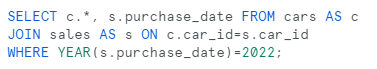 SELECT c.*, s.purchase_date FROM cars AS c
JOIN sales AS s ON c.car_id=s.car_id
WHERE YEAR(s.purchase_date)=2022;